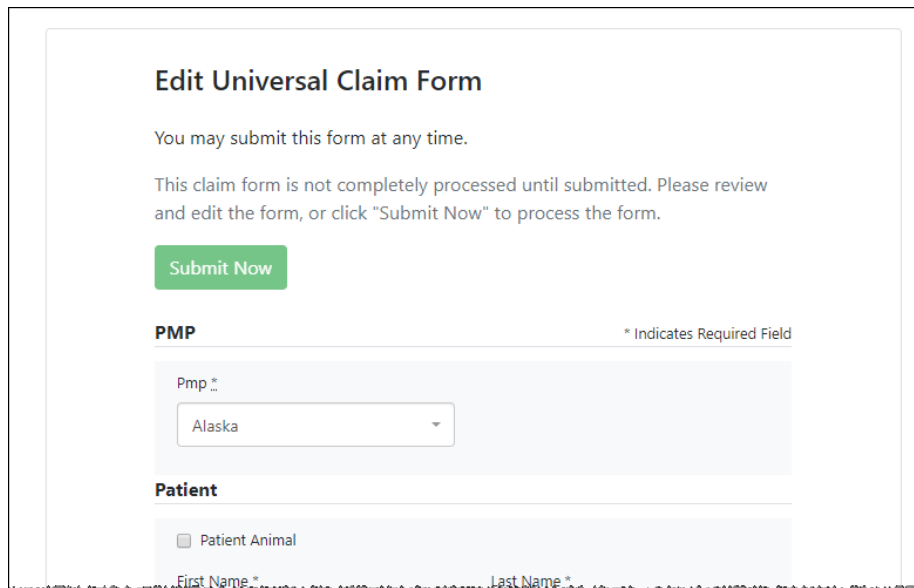 Edit Universal Claim Form
You may submit this form at any time.
This claim form is not completely processed until submitted. Please review
and edit the form, or click "Submit Now" to process the form.
Submit Now
PMP * Indicates Required Field
Pmp *
Alaska
Patient
Patient Animal
First Name * Last Name *